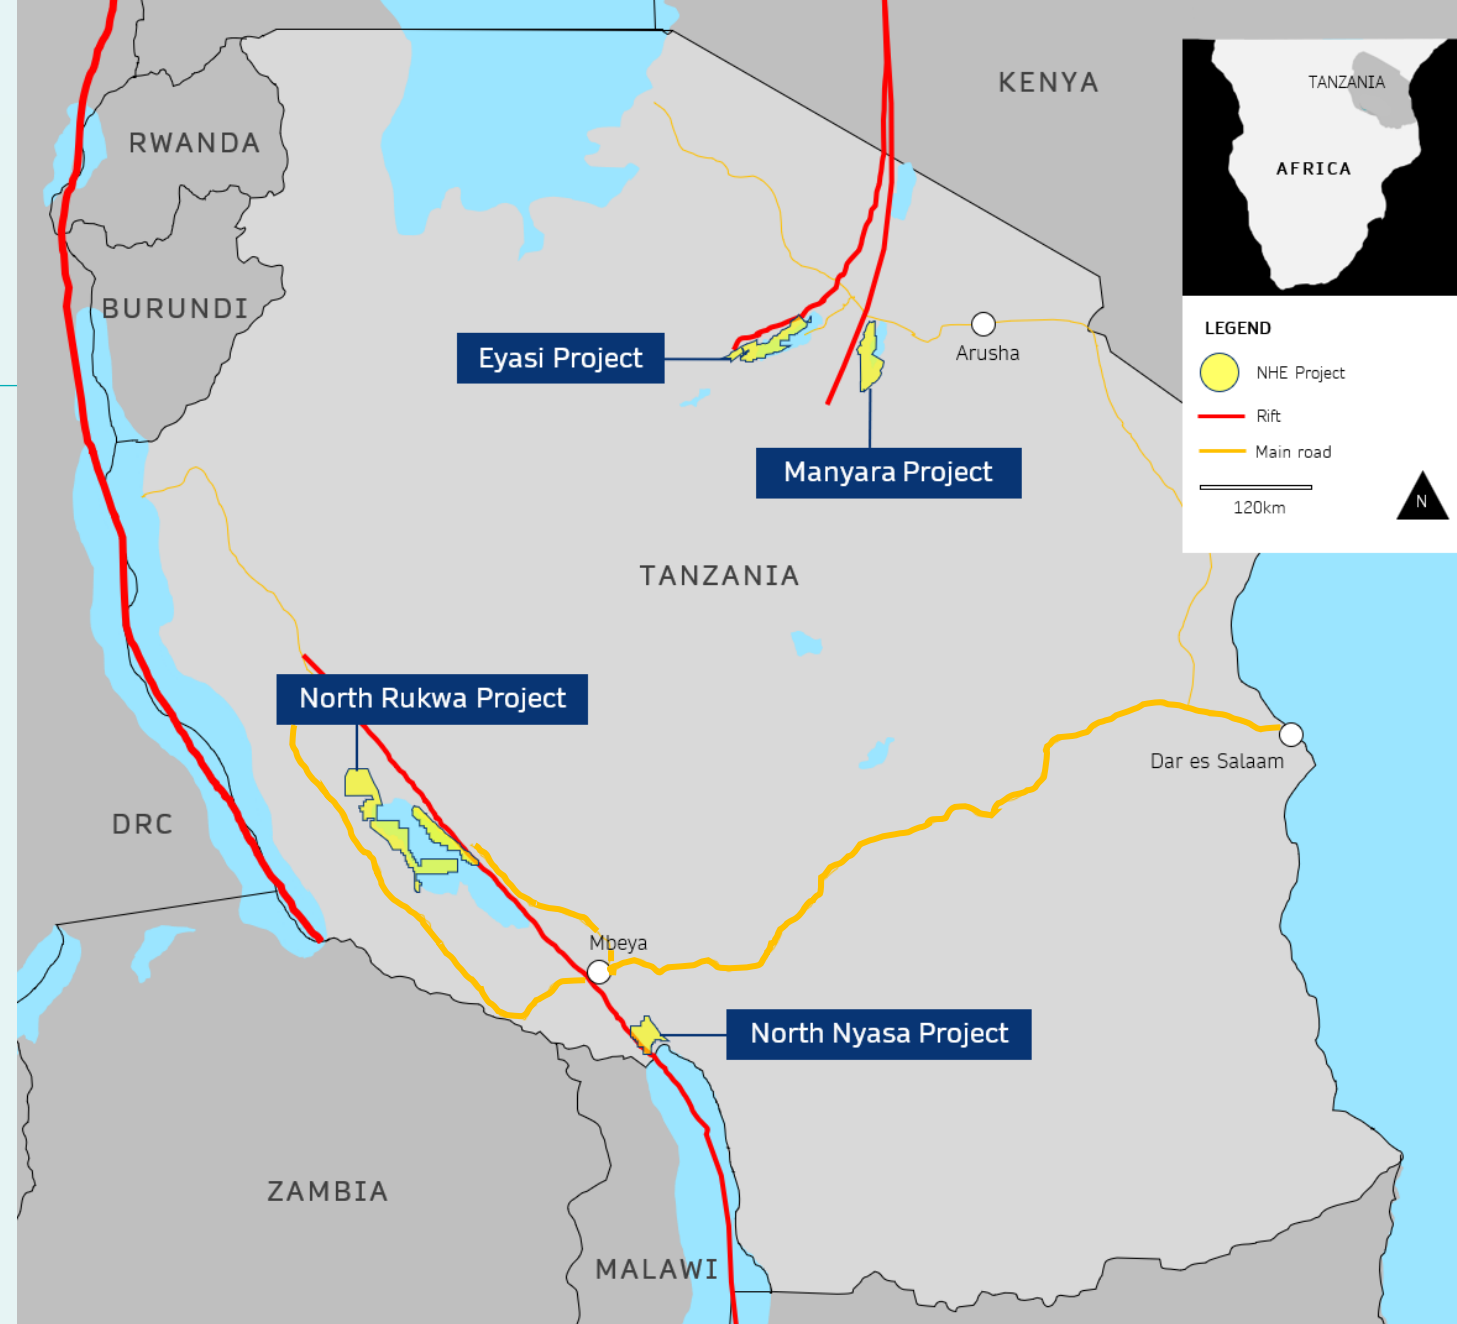 KENYA
TANZANIA
RWANDA
AFRICA
BURUNDI
LEGEND
Eyasi Project
Arusha
NHE Project
Rift
Main road
Manyara Project
120km
N
TANZANIA
North Rukwa Project
Dar es Salaam
DRC
Mbeya
North Nyasa Project
ZAMBIA
MALAWI